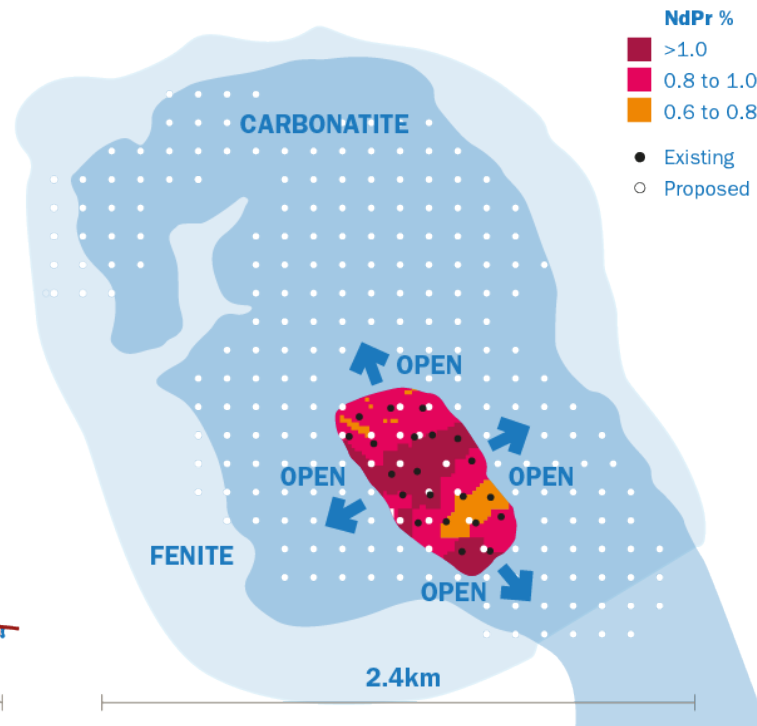 NdPr %
>1.0
0.8 to 1.0
0.6 to 0.8
Existing
Proposed
CARBONATITE
OPEN
OPEN
OPEN
FENITE
OPEN
2.4km